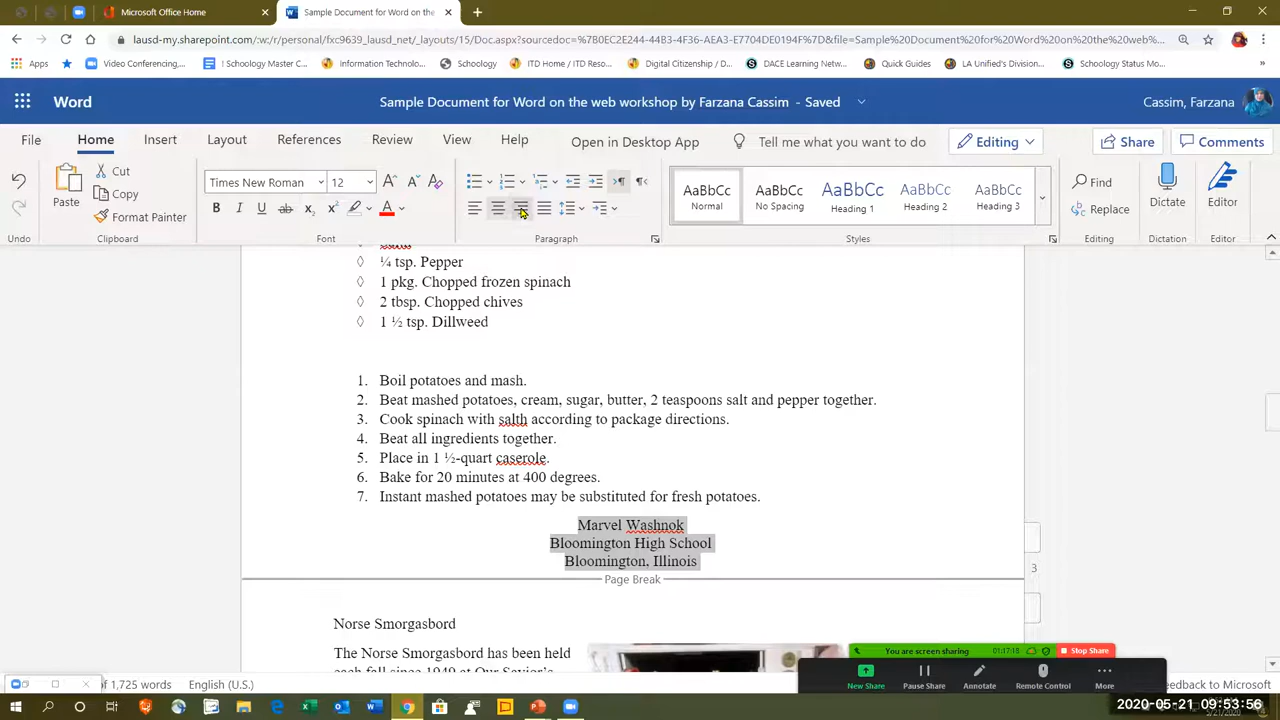 Microsoft Office Home
Sample Document for Word on the
lausd-my.sharepoint.com/:w:/r/personal/fxc9639_lausd_net/_layouts/15/Doc.aspx?sourcedoc=%7B0EC2E244-44B3-4F36-AEA3-E7704DE0194F%7D&file=Sample%20Document%20for%20Word%20on%20the%20web%...
Apps
Video Conferencing,...
! Schoology Master C...
Information Technolo...
Schoology
ITD Home / ITD Reso...
Digital Citizenship / D...
DACE Learning Netw...
Quick Guides
LA Unified's Division...
Schoology Status Mo...
Word
Sample Document for Word on the web workshop by Farzana Cassim - Saved
Cassim, Farzana
File Home Insert Layout References Review View Help Open in Desktop App Tell me what you want to do Editing Share Comments
Undo
Paste
Cut
Copy
Format Painter
Clipboard
Times New Roman
12
Font
Paragraph
AaBbCc
Normal
AaBbCc
No Spacing
AaBbCc
Heading 1
AaBbCc
Heading 2
AaBbCc
Heading 3
Styles
Find
Replace
Editing
Dictate
Dictation
Editor
Editor
◊ ¼ tsp. Pepper
◊ 1 pkg. Chopped frozen spinach
◊ 2 tbsp. Chopped chives
◊ 1 ½ tsp. Dillweed
1. Boil potatoes and mash.
2. Beat mashed potatoes, cream, sugar, butter, 2 teaspoons salt and pepper together.
3. Cook spinach with salth according to package directions.
4. Beat all ingredients together.
5. Place in 1 ½-quart caserole.
6. Bake for 20 minutes at 400 degrees.
7. Instant mashed potatoes may be substituted for fresh potatoes.
Marvel Washnok
Bloomington High School
Bloomington, Illinois
Page Break
3
Norse Smorgasbord
The Norse Smorgasbord has been held
You are screen sharing
01:17:18
Stop Share
New Share
Pause Share
Annotate
Remote Control
More
of 1,725 words
English (U.S.)
eedback to Microsoft
2020-05-21 09:53:56